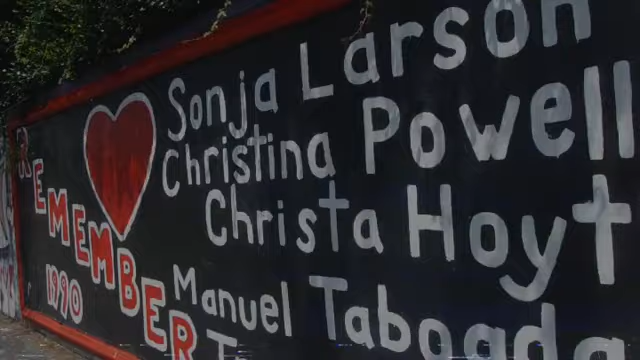 REMEMBER
1990
Sonja Larson
Christina Powell
Christa Hoyt
Manuel Taboada